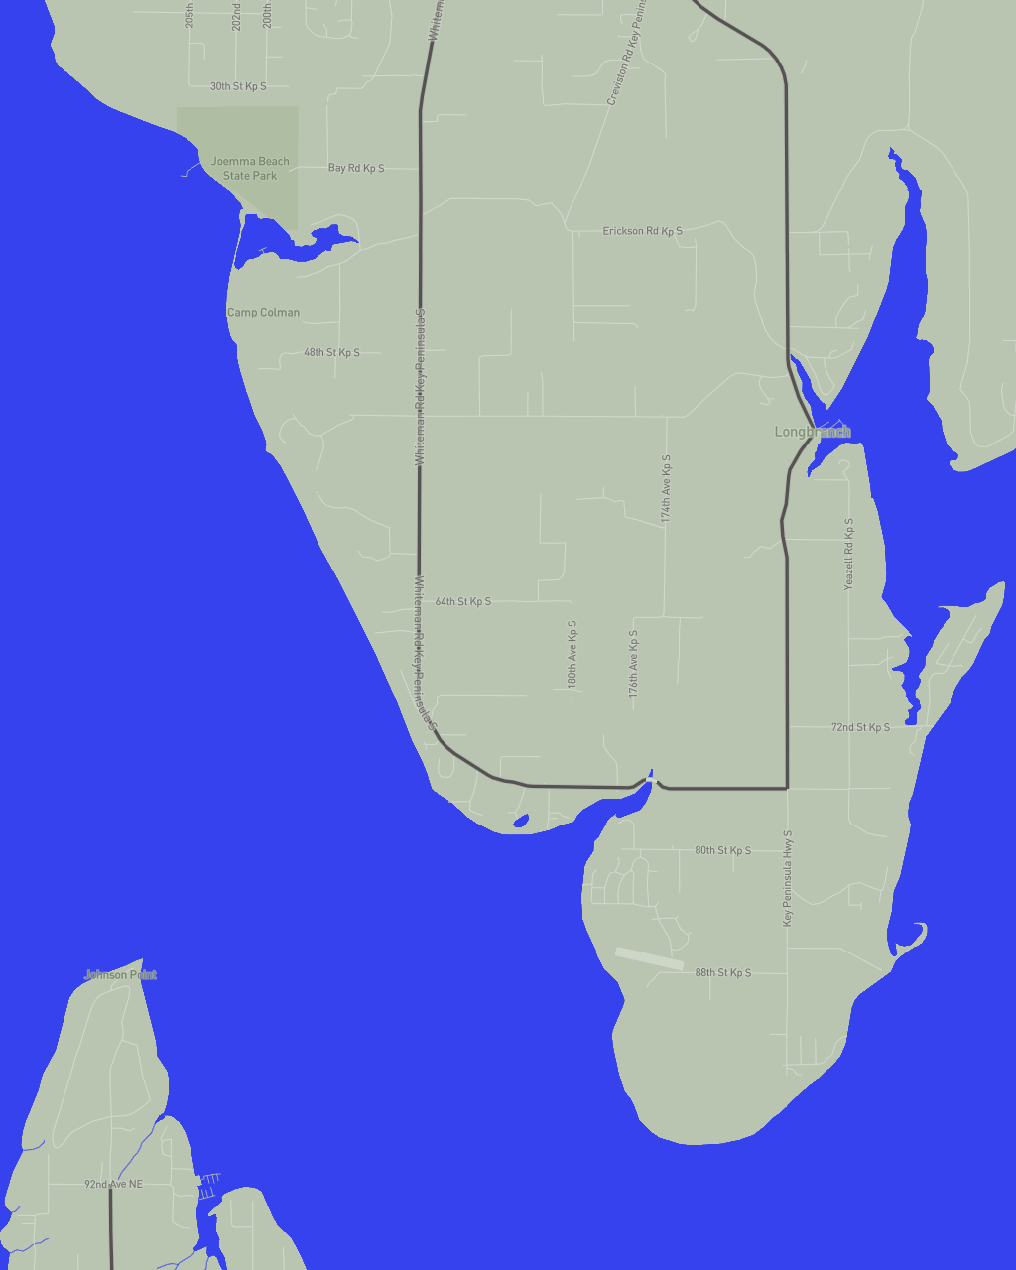 205th
202nd
200th
Whiteman
Creviston Rd Key Penins
30th St Kp S
Joemma Beach
State Park
Bay Rd Kp S
Erickson Rd Kp S
Camp Colman
Whiteman Rd Key Peninsula S
48th St Kp S
Longbranch
174th Ave Kp S
Yeazell Rd Kp S
Whiteman Rd Key Peninsula S
64th St Kp S
180th Ave Kp S
176th Ave Kp S
72nd St Kp S
80th St Kp S
Key Peninsula Hwy S
88th St Kp S
Johnson Point
92nd Ave NE